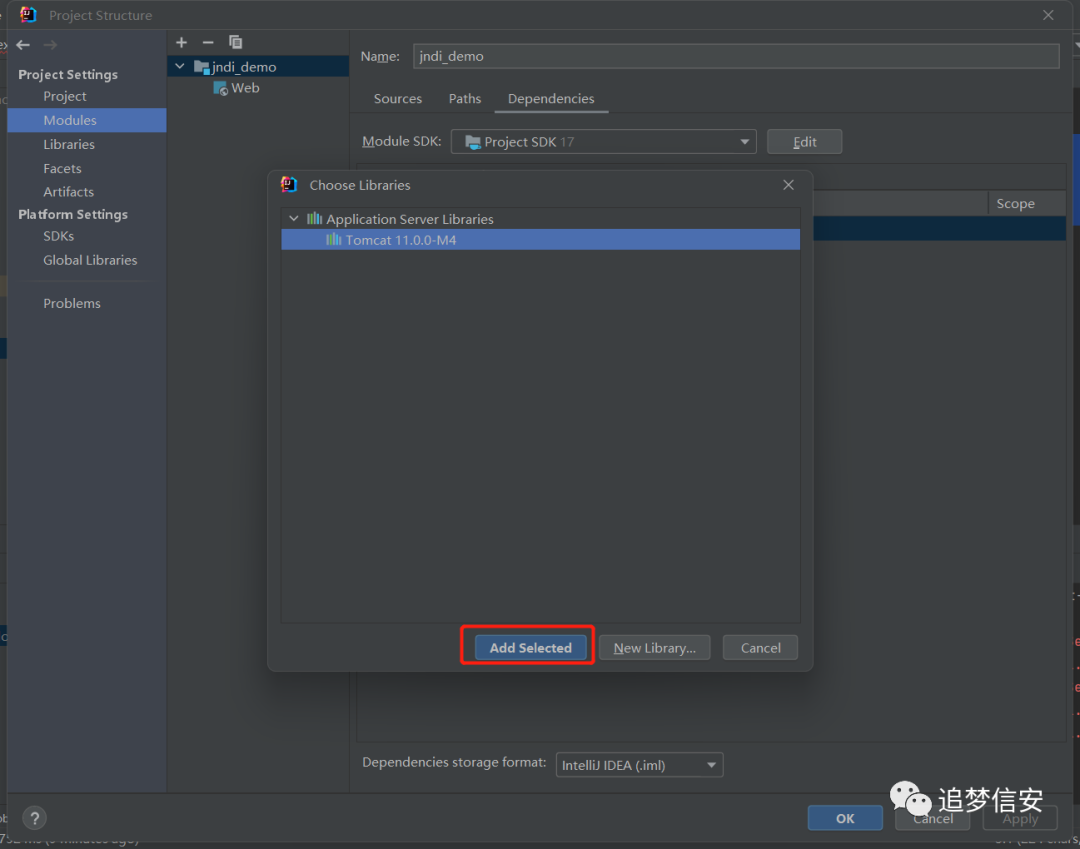 Project Structure
Project Settings
Project
Modules
Libraries
Facets
Artifacts
Platform Settings
SDKs
Global Libraries
Problems
jndi_demo
Web
Name: jndi_demo
Sources Paths Dependencies
Module SDK: Project SDK 17 Edit
Scope
Choose Libraries
Application Server Libraries
Tomcat 11.0.0-M4
Add Selected New Library... Cancel
Dependencies storage format: IntelliJ IDEA (.iml)
追梦信安
? OK Cancel Apply